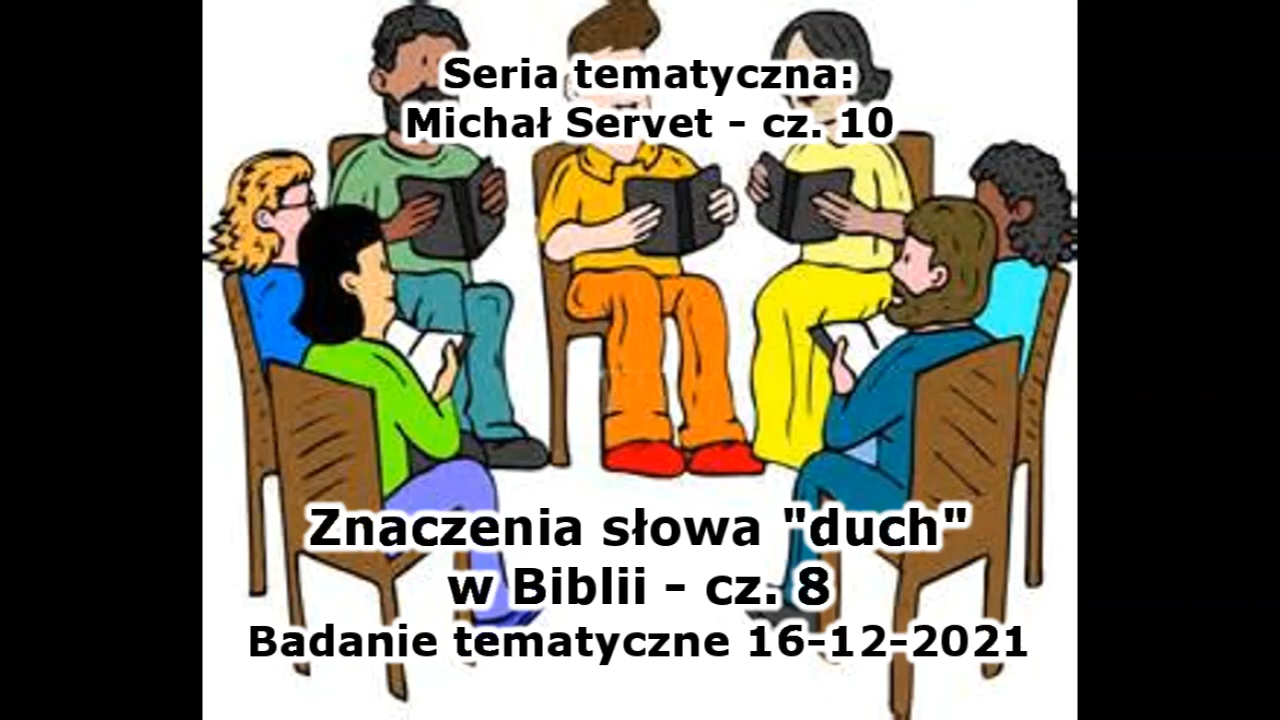 Seria tematyczna:
Michał Servet - cz. 10
Znaczenia słowa "duch"
w Biblii - cz. 8
Badanie tematyczne 16-12-2021